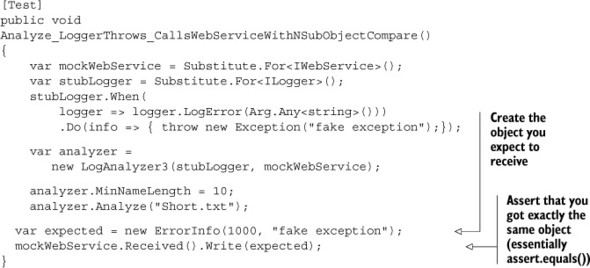 [Test]
public void
Analyze_LoggerThrows_CallsWebServiceWithNSubObjectCompare()
{
    var mockWebService = Substitute.For<IWebService>();
    var stubLogger = Substitute.For<ILogger>();
    stubLogger.When(
        logger => logger.LogError(Arg.Any<string>()))
        .Do(info => { throw new Exception("fake exception");});
    var analyzer =
        new LogAnalyzer3(stubLogger, mockWebService);
    analyzer.MinNameLength = 10;
    analyzer.Analyze("Short.txt");
  var expected = new ErrorInfo(1000, "fake exception");
  mockWebService.Received().Write(expected);
}
Create the
object you
expect to
receive
Assert that you
got exactly the
same object
(essentially
assert.equals())